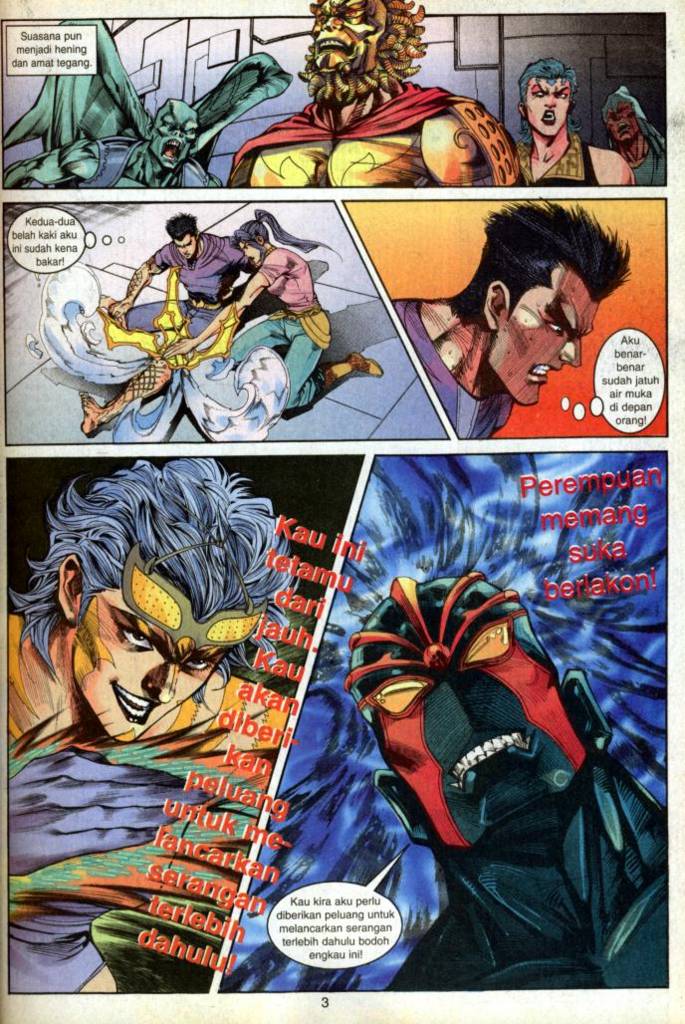 Suasana pun
menjadi hening
dan amat tegang.
Kedua-dua
belah kaki aku
ini sudah kena
bakar!
Aku
benar-
benar
sudah jatuh
air muka
di depan
orang!
Kau ini
tetamu
dari
jauh.
Kau
akan
diberi-
kan
peluang
untuk me-
lancarkan
serangan
terlebih
dahulu!
Perempuan
memang
suka
berlakon!
Kau kira aku perlu
diberikan peluang untuk
melancarkan serangan
terlebih dahulu bodoh
engkau ini!
3